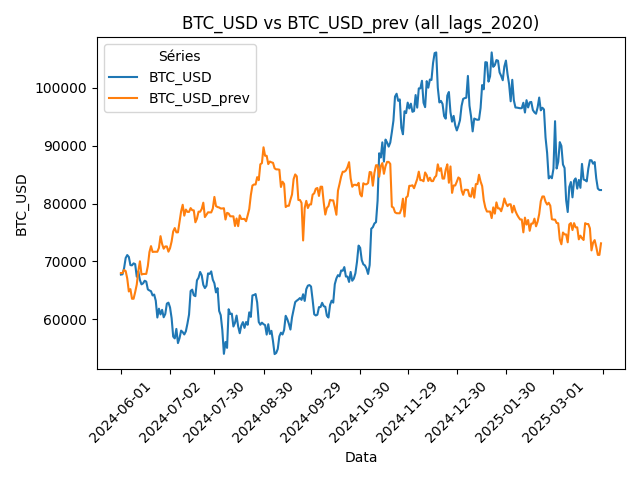 BTC_USD vs BTC_USD_prev (all_lags_2020)
Séries
BTC_USD
BTC_USD_prev
BTC_USD
100000
90000
80000
70000
60000
2024-06-01
2024-07-02
2024-07-30
2024-08-30
2024-09-29
2024-10-30
2024-11-29
2024-12-30
2025-01-30
2025-03-01
Data